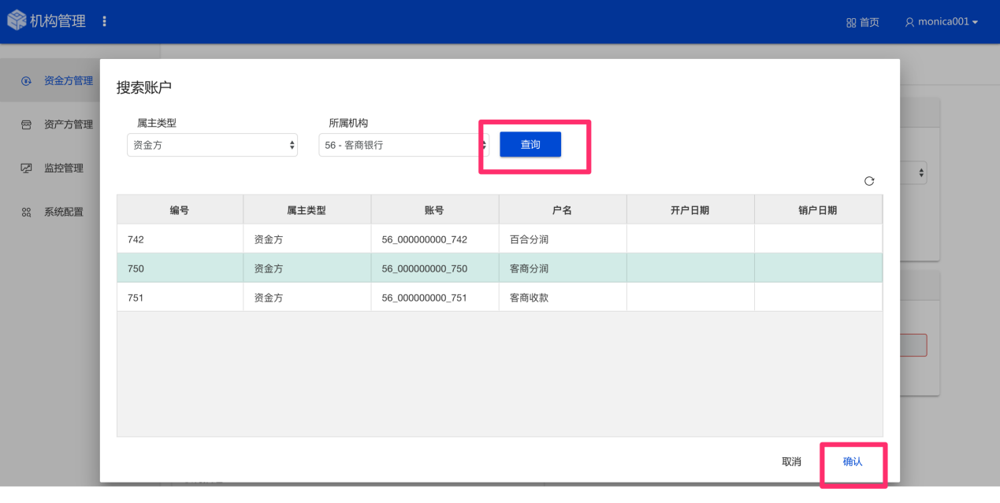 机构管理
首页 monica001
资金方管理
资产方管理
监控管理
系统配置
搜索账户
属主类型 所属机构
资金方 56 - 客商银行 查询
编号 属主类型 账号 户名 开户日期 销户日期
742 资金方 56_000000000_742 百合分润
750 资金方 56_000000000_750 客商分润
751 资金方 56_000000000_751 客商收款
取消 确认